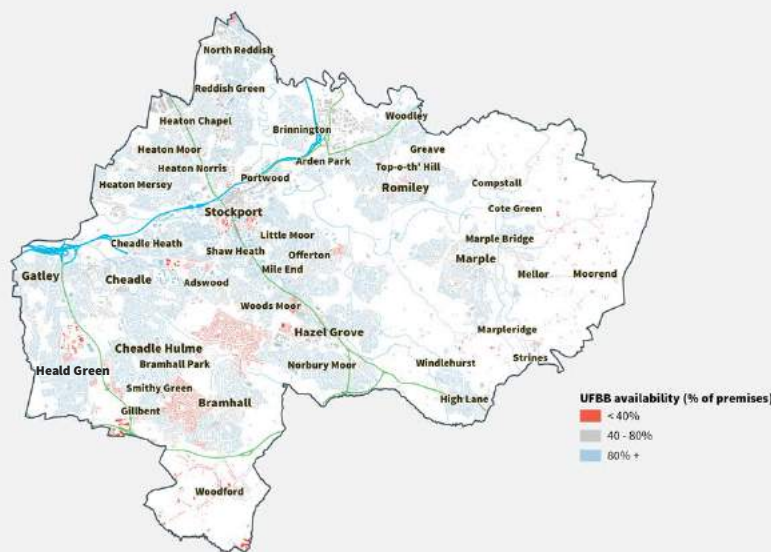 North Reddish
Reddish Green
Heaton Chapel
Woodley
Brinnington
Heaton Moor
Greave
Arden Park
Heaton Norris
Top-o-th' Hill
Portwood
Heaton Mersey
Romiley
Compstall
Stockport
Cote Green
Little Moor
Cheadle Heath
Marple Bridge
Shaw Heath
Offerton
Marple
Gatley
Mile End
Mellor
Moorend
Cheadle
Adswood
Woods Moor
Hazel Grove
Marpleridge
Cheadle Hulme
Strines
Bramhall Park
Norbury Moor
Windlehurst
Heald Green
Smithy Green
High Lane
Bramhall
Gillbent
UFBB availability (% of premises)
< 40%
40 - 80%
80% +
Woodford